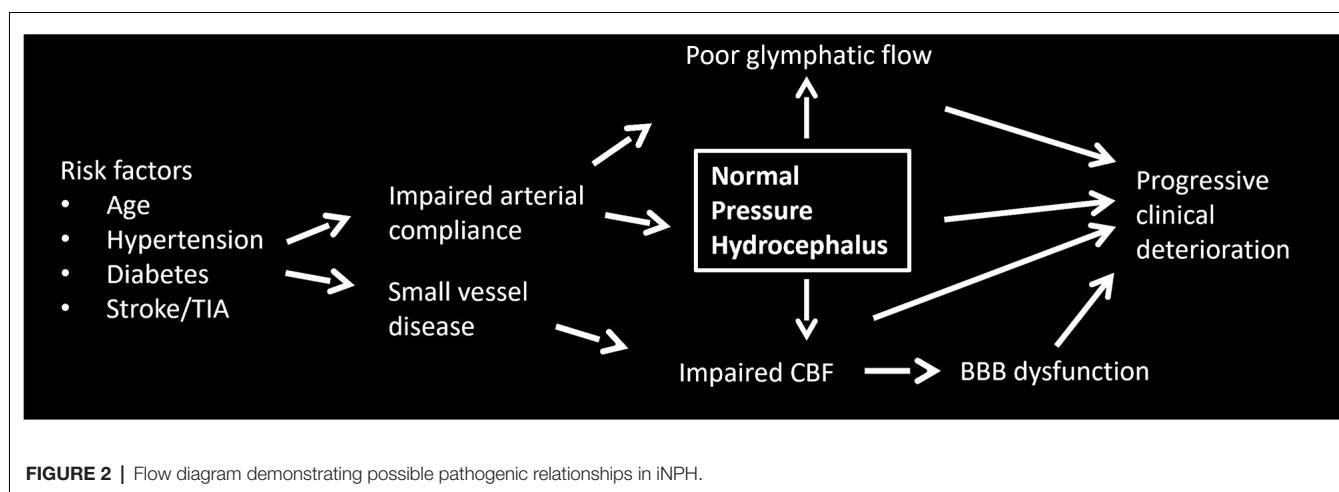 Poor glymphatic flow
Risk factors
• Age
• Hypertension
• Diabetes
• Stroke/TIA
Impaired arterial
compliance
Small vessel
disease
Normal
Pressure
Hydrocephalus
Impaired CBF
BBB dysfunction
Progressive
clinical
deterioration
FIGURE 2 | Flow diagram demonstrating possible pathogenic relationships in iNPH.